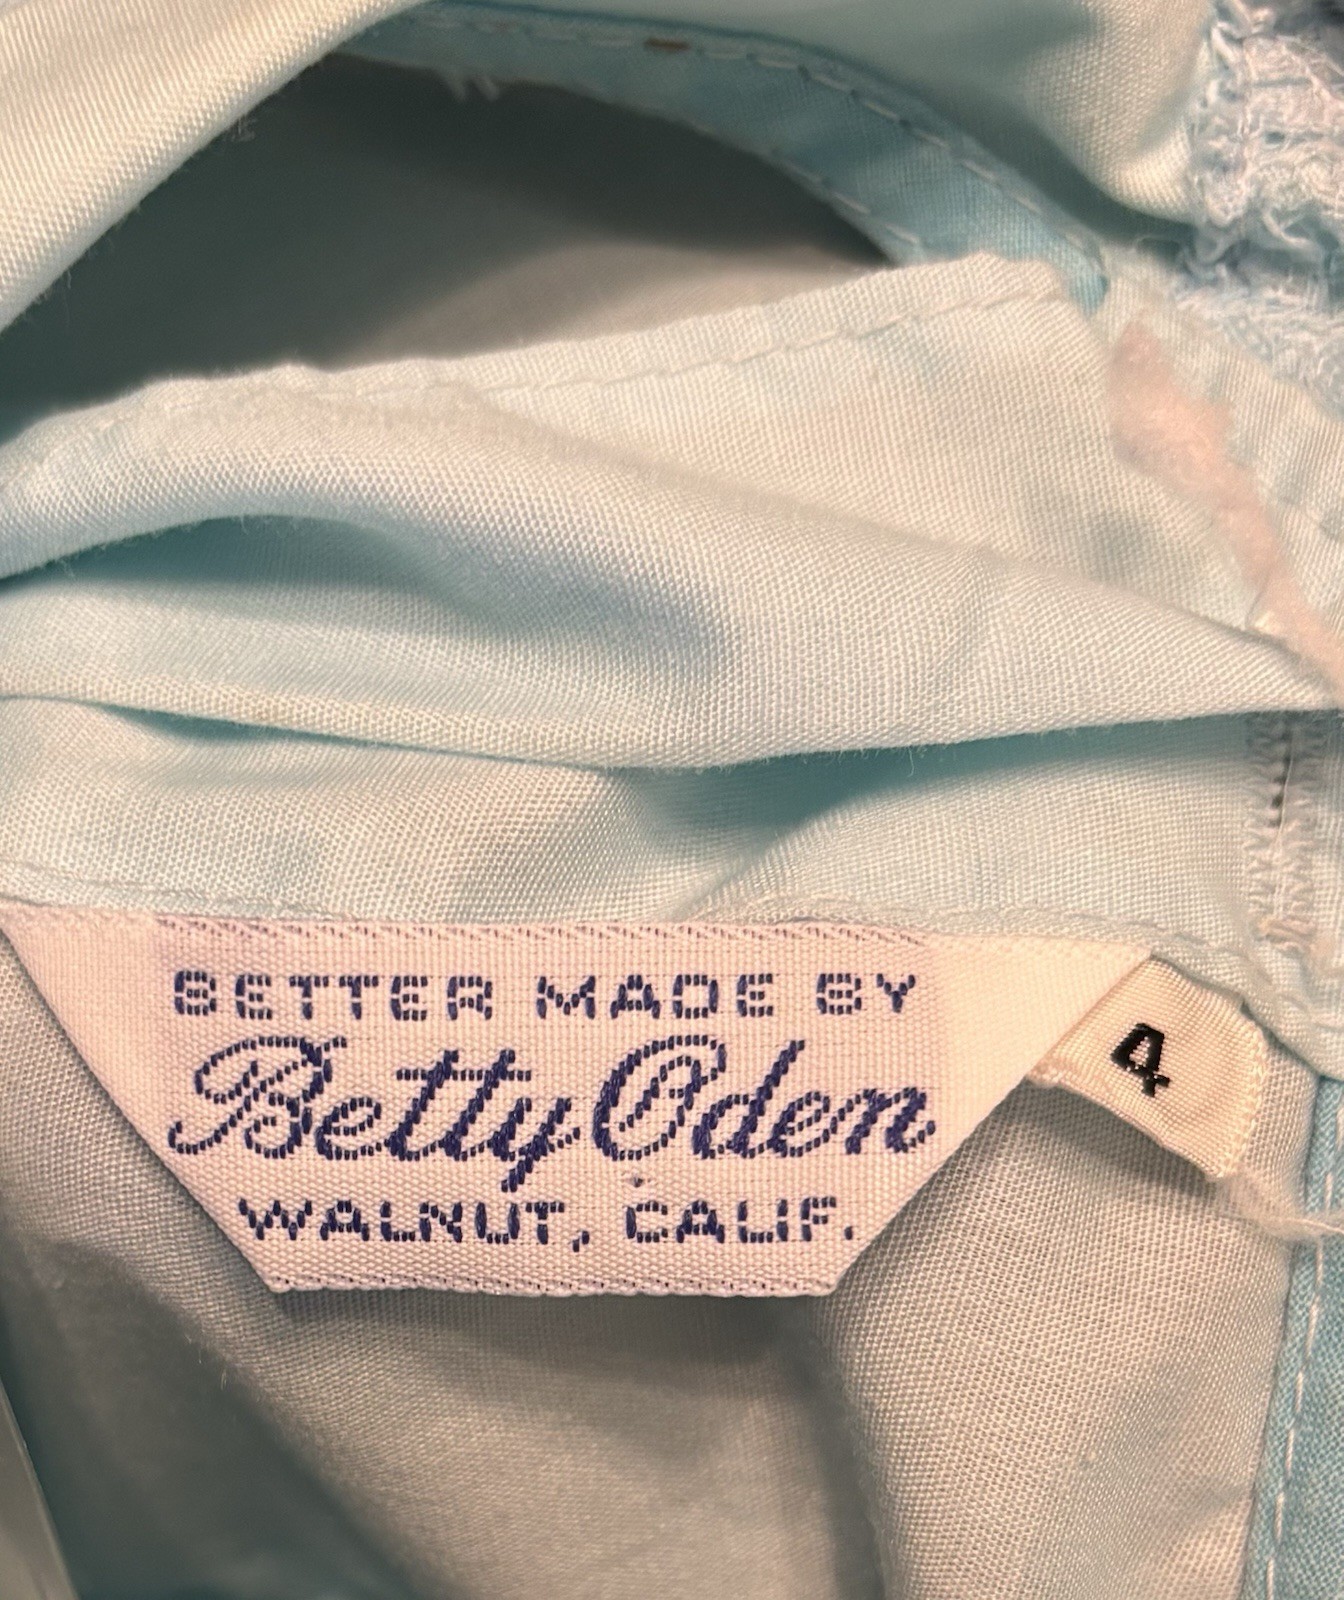 BETTER MADE BY
Betty Oden
WALNUT, CALIF.
4